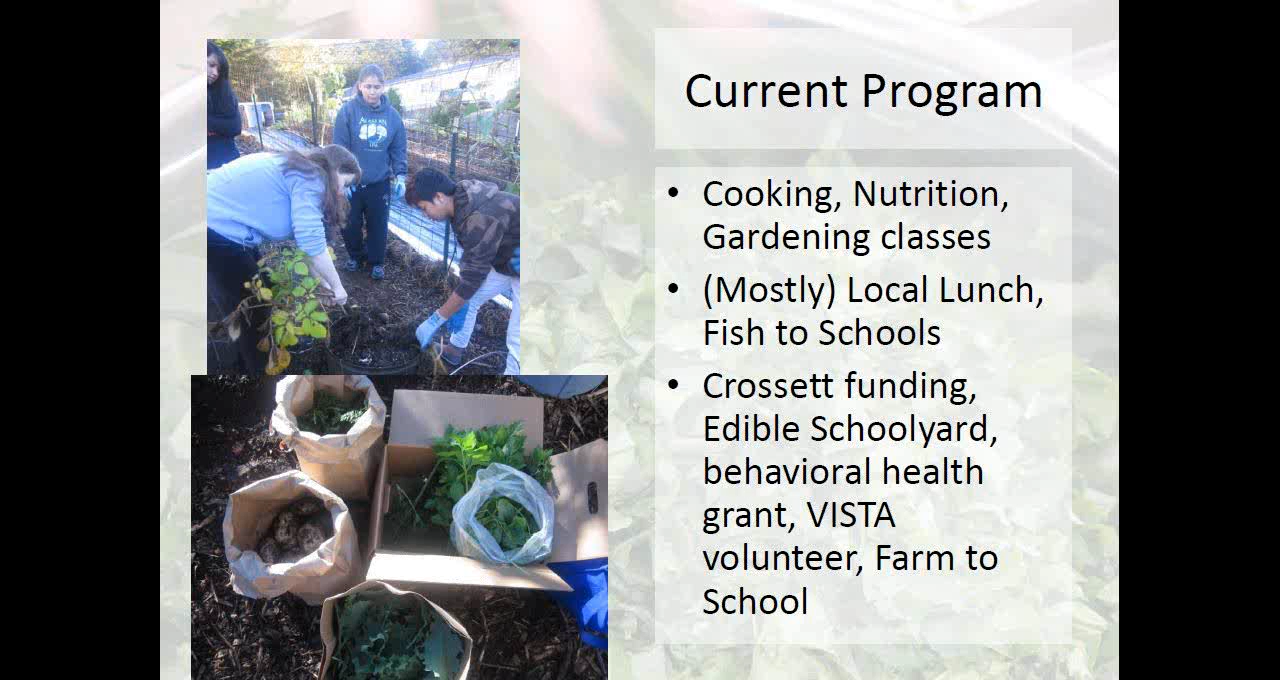 Current Program
• Cooking, Nutrition,
Gardening classes
• (Mostly) Local Lunch,
Fish to Schools
• Crossett funding,
Edible Schoolyard,
behavioral health
grant, VISTA
volunteer, Farm to
School